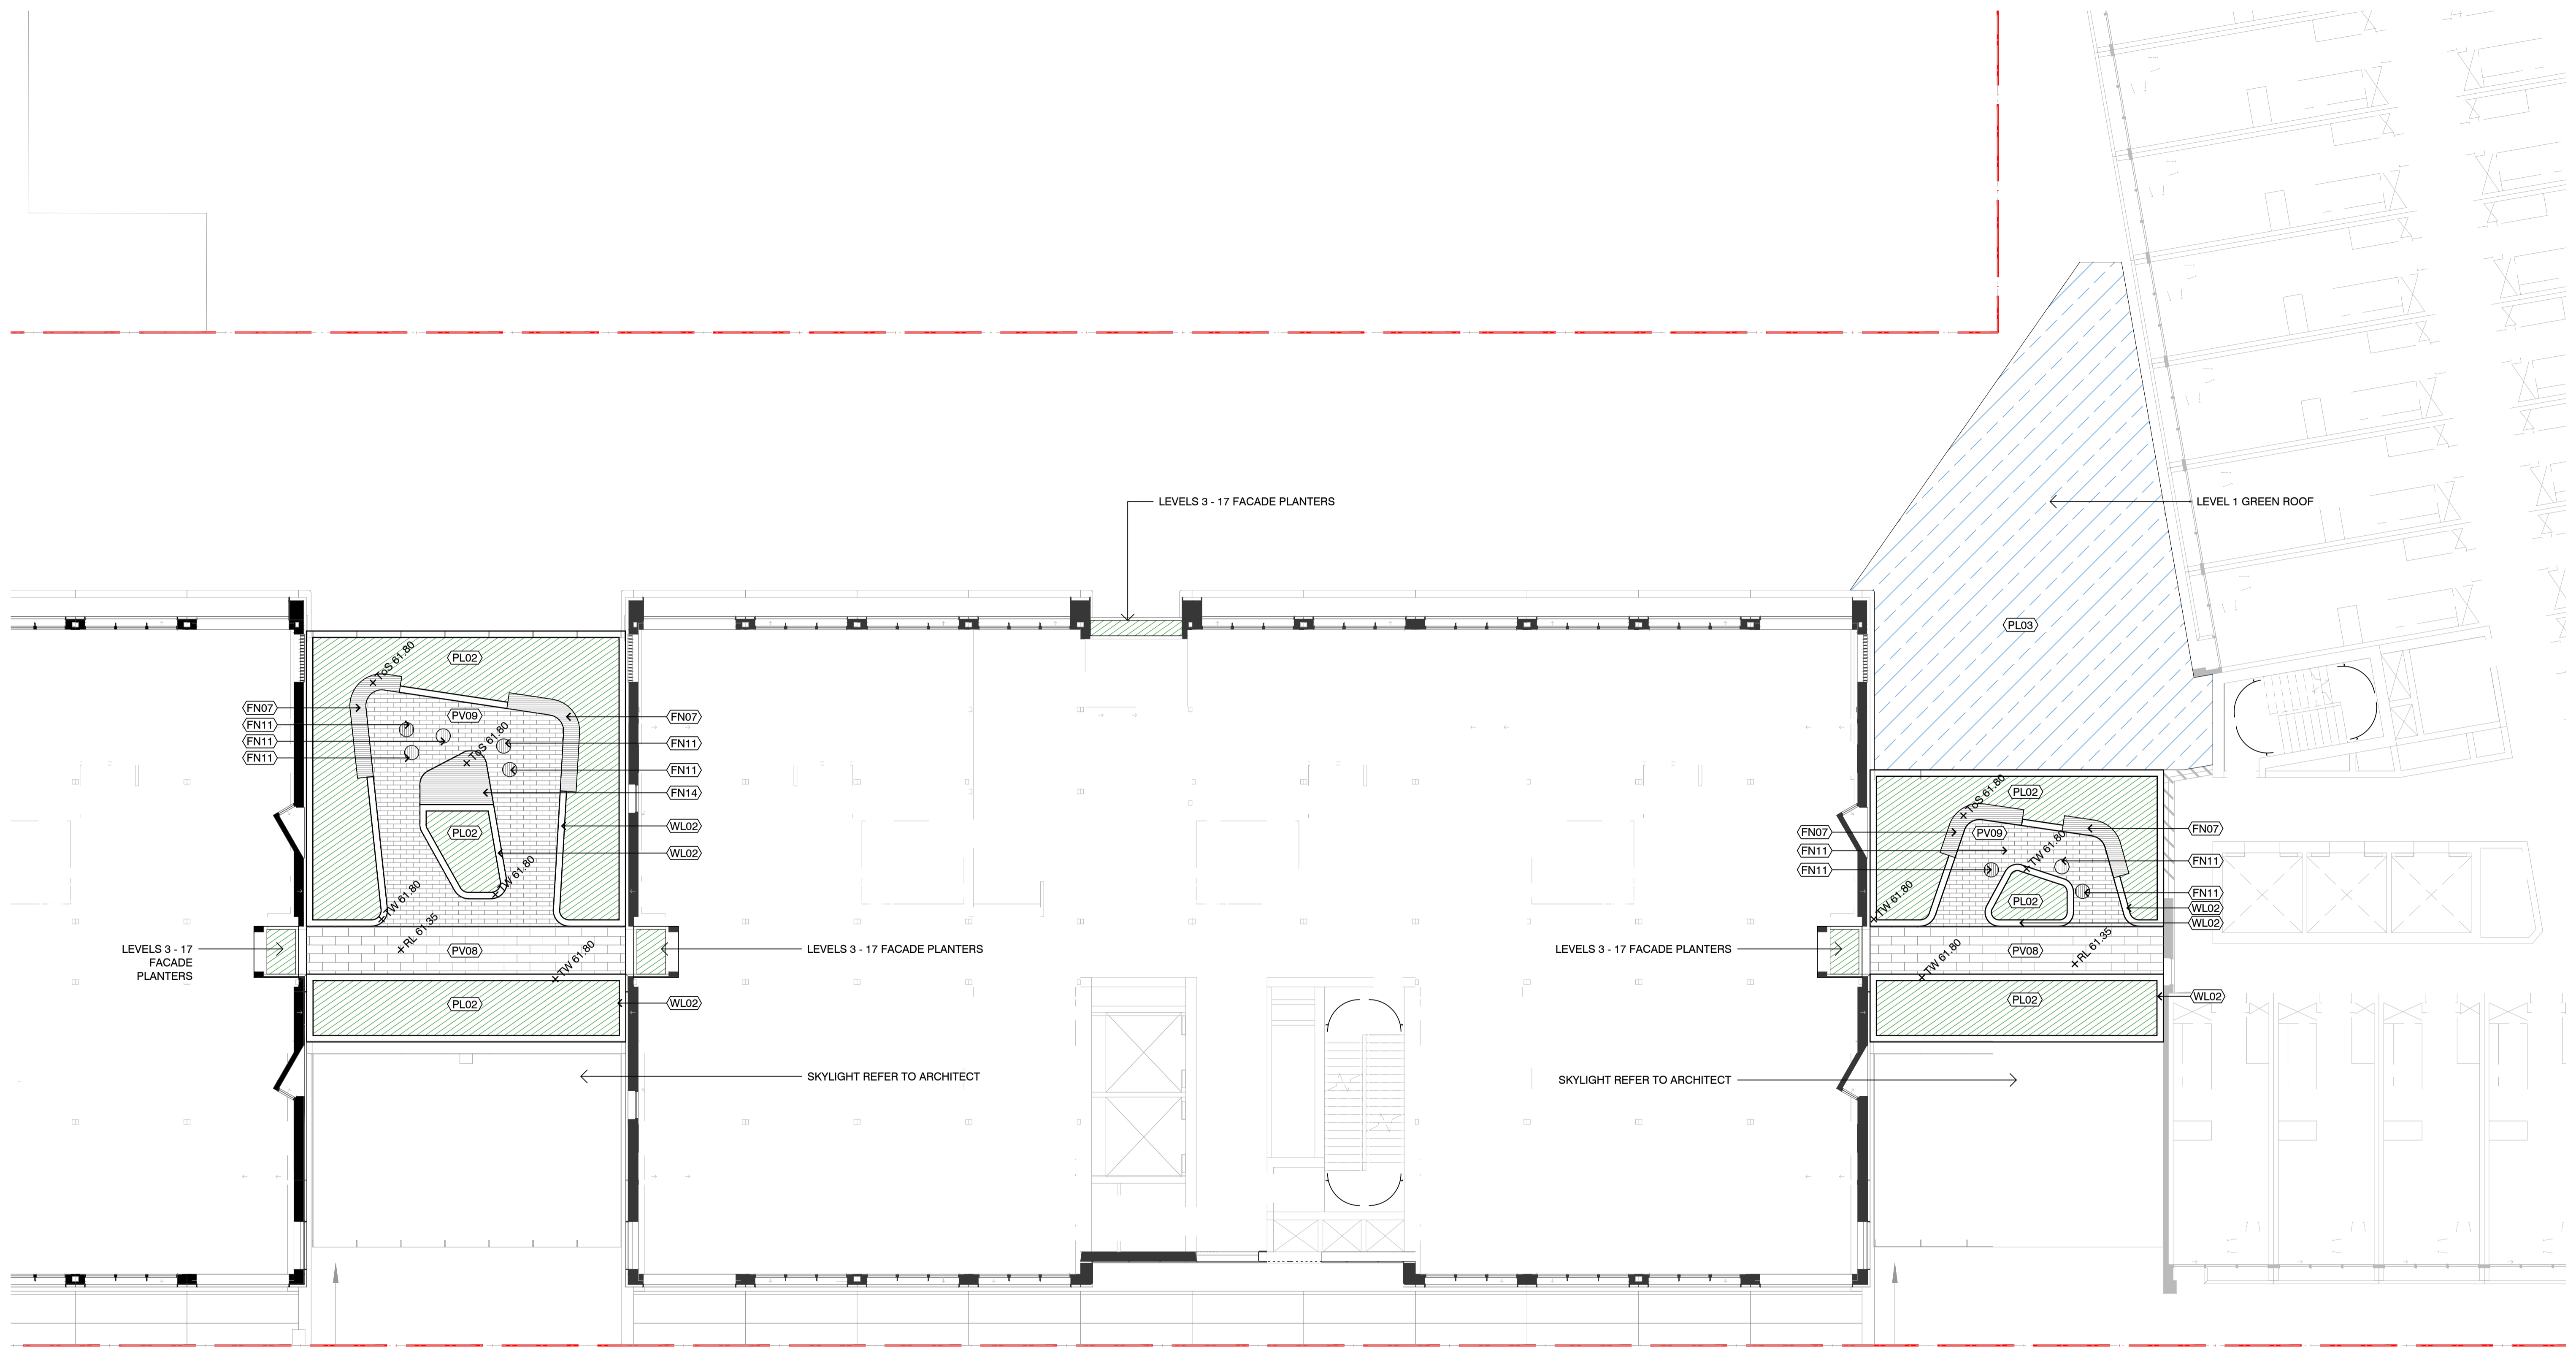 LEVELS 3 - 17 FACADE PLANTERS
LEVEL 1 GREEN ROOF
PL03
PL02
ToS 61.80
FN07
PV09
FN07
FN11
FN11
FN11
ToS 61.80
FN11
FN11
FN14
PL02
WL02
WL02
TW 61.80
TW 61.80
RL 61.35
LEVELS 3 - 17
FACADE
PLANTERS
PV08
TW 61.80
LEVELS 3 - 17 FACADE PLANTERS
PL02
WL02
SKYLIGHT REFER TO ARCHITECT
PL02
ToS 61.80
FN07
PV09
FN07
FN11
TW 61.80
FN11
FN11
FN11
TW 61.80
PL02
WL02
WL02
LEVELS 3 - 17 FACADE PLANTERS
PV08
TW 61.80
RL 61.35
PL02
WL02
SKYLIGHT REFER TO ARCHITECT